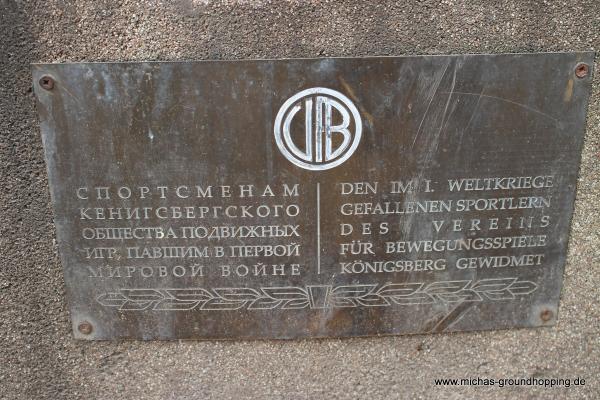 VfB
СПОРТСМЕНАМ
КЕНИГСБЕРГСКОГО
ОБЩЕСТВА ПОДВИЖНЫХ
ИГР, ПАВШИМ В ПЕРВОЙ
МИРОВОЙ ВОЙНЕ
DEN IM I. WELTKRIEGE
GEFALLENEN SPORTLERN
DES VEREINS
FÜR BEWEGUNGSSPIELE
KÖNIGSBERG GEWIDMET
www.michas-groundhopping.de